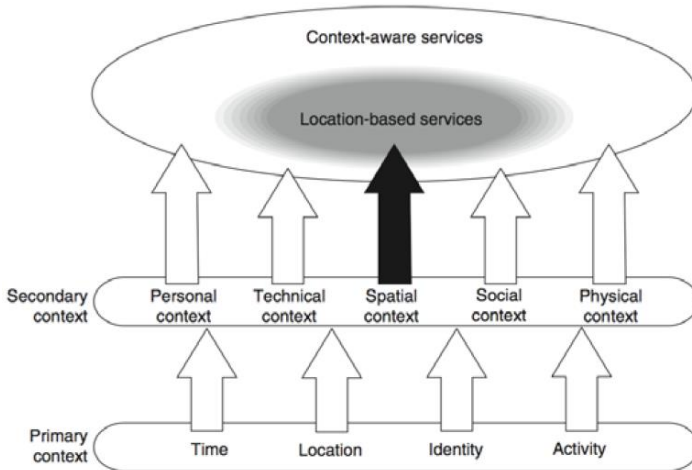 Context-aware services
Location-based services
Secondary
context
Personal
context
Technical
context
Spatial
context
Social
context
Physical
context
Primary
context
Time
Location
Identity
Activity